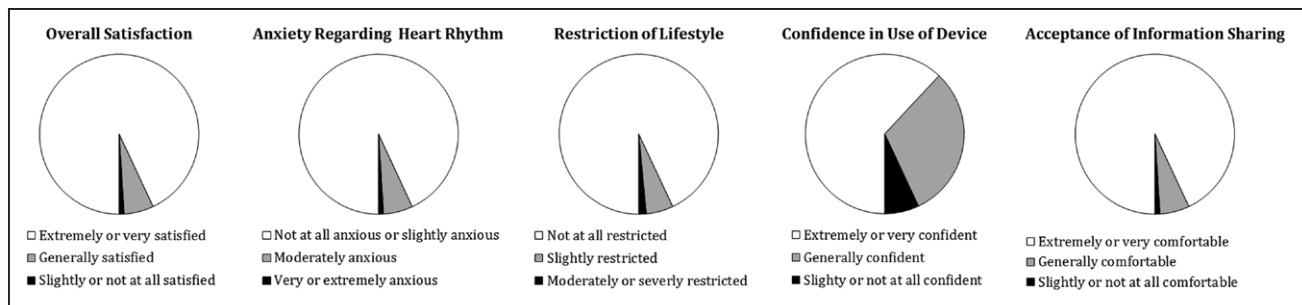 Overall Satisfaction
Extremely or very satisfied
Generally satisfied
Slightly or not at all satisfied
Anxiety Regarding Heart Rhythm
Not at all anxious or slightly anxious
Moderately anxious
Very or extremely anxious
Restriction of Lifestyle
Not at all restricted
Slightly restricted
Moderately or severly restricted
Confidence in Use of Device
Extremely or very confident
Generally confident
Slighty or not at all confident
Acceptance of Information Sharing
Extremely or very comfortable
Generally comfortable
Slightly or not at all comfortable